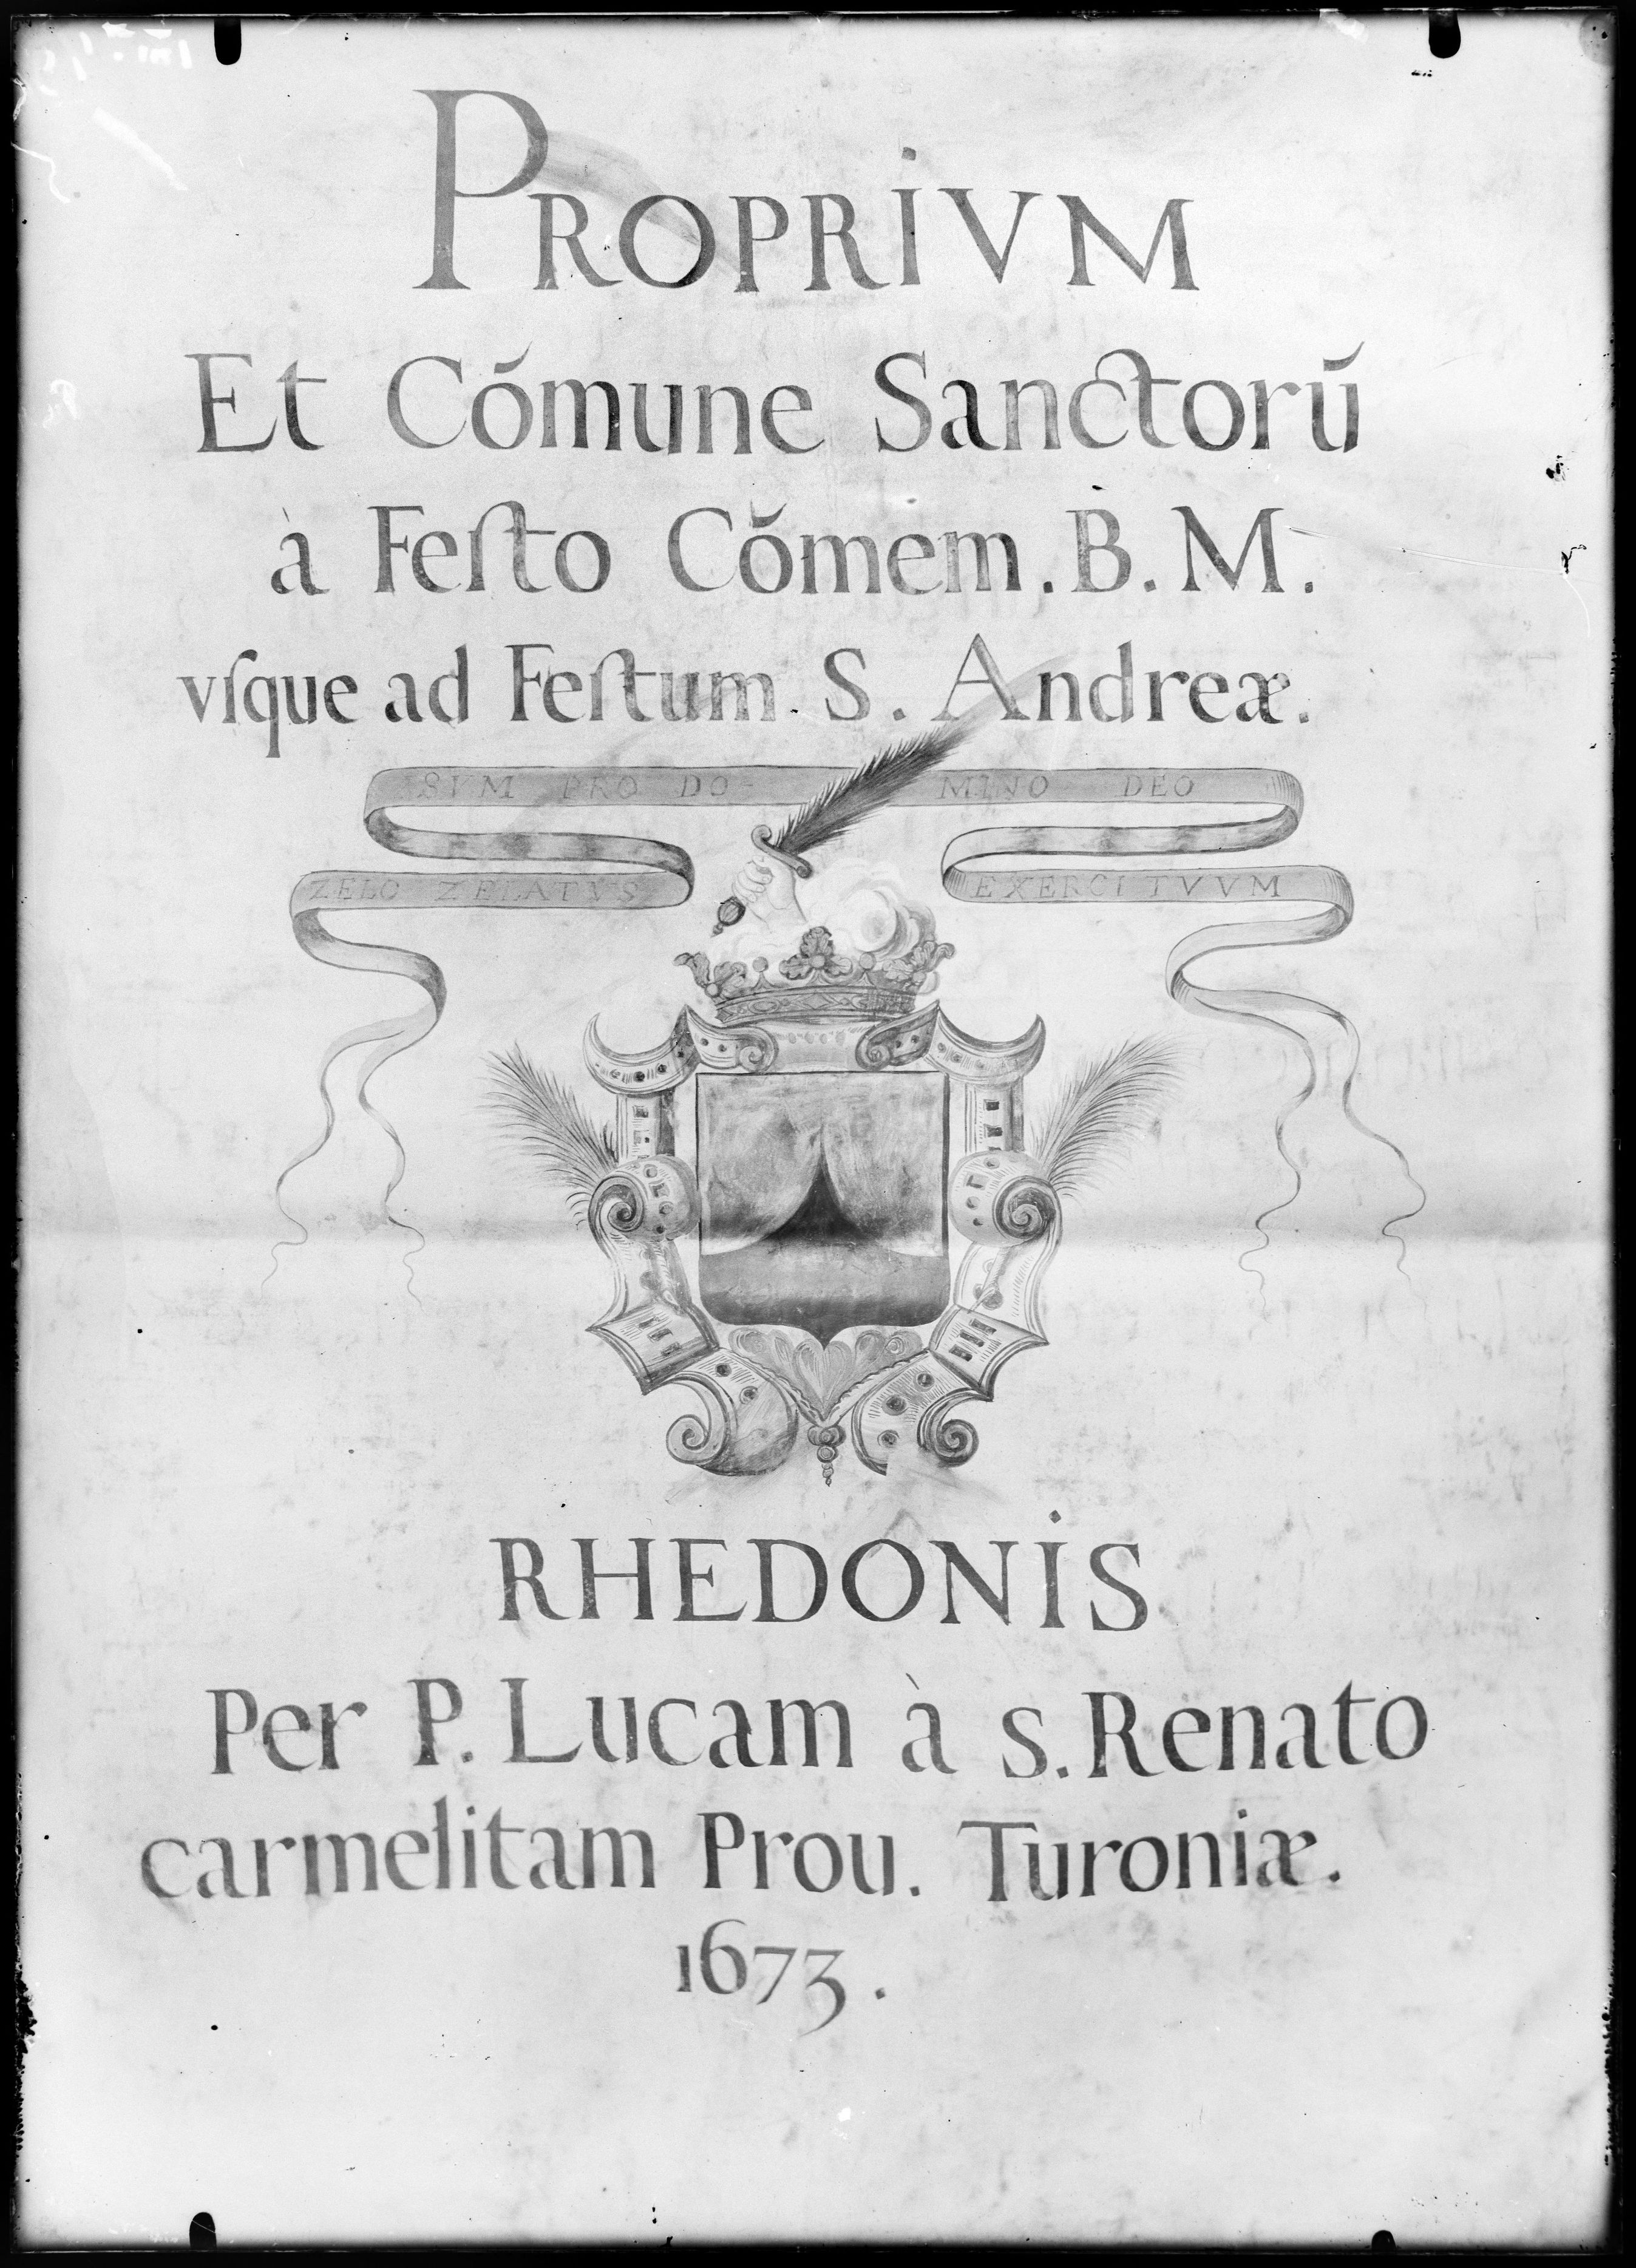 PROPRiVM
Et Cõmune Sanctorũ
à Feſto Cõmem. B. M.
vſque ad Feſtum. S. Andreæ.
SVM PRO DO- MINO DEO
ZELO ZELATVS EXERCITVVM
RHEDONiS
Per P. Lucam à s. Renato
carmelitam Prou. Turoniæ.
1673.